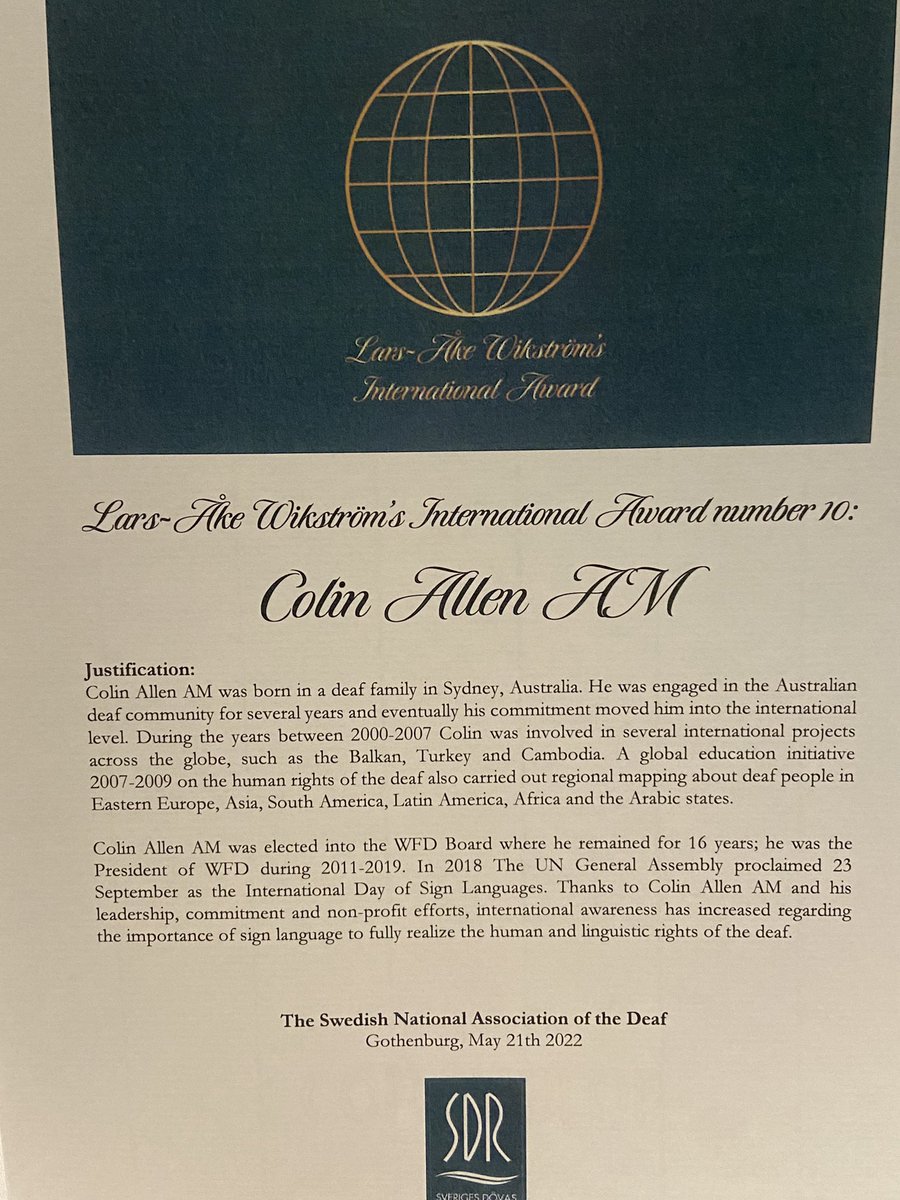 Lars-Åke Wikström's
International Award
Lars-Åke Wikström's International Award number 10:
Colin Allen AM
Justification:
Colin Allen AM was born in a deaf family in Sydney, Australia. He was engaged in the Australian
deaf community for several years and eventually his commitment moved him into the international
level. During the years between 2000-2007 Colin was involved in several international projects
across the globe, such as the Balkan, Turkey and Cambodia. A global education initiative
2007-2009 on the human rights of the deaf also carried out regional mapping about deaf people in
Eastern Europe, Asia, South America, Latin America, Africa and the Arabic states.
Colin Allen AM was elected into the WFD Board where he remained for 16 years; he was the
President of WFD during 2011-2019. In 2018 The UN General Assembly proclaimed 23
September as the International Day of Sign Languages. Thanks to Colin Allen AM and his
leadership, commitment and non-profit efforts, international awareness has increased regarding
the importance of sign language to fully realize the human and linguistic rights of the deaf.
The Swedish National Association of the Deaf
Gothenburg, May 21th 2022
SDR
SVERIGES DÖVAS